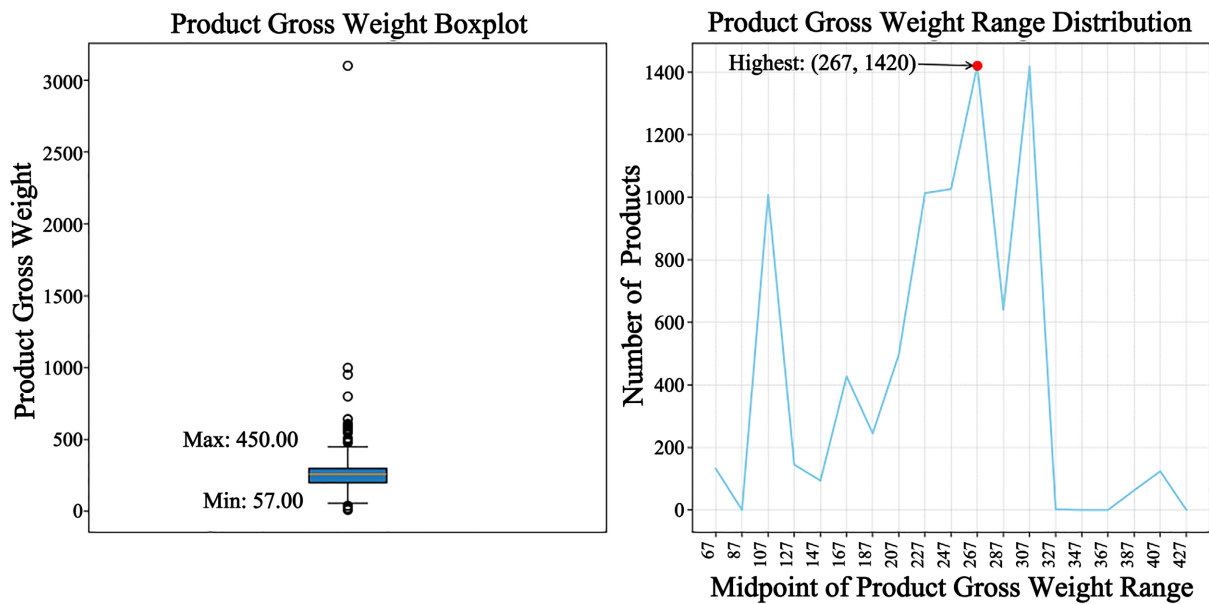 Product Gross Weight Boxplot
Product Gross Weight
3000
2500
2000
1500
1000
500
0
Max: 450.00
Min: 57.00
Product Gross Weight Range Distribution
Number of Products
1400
1200
1000
800
600
400
200
0
Highest: (267, 1420)
67 87 107 127 147 167 187 207 227 247 267 287 307 327 347 367 387 407 427
Midpoint of Product Gross Weight Range